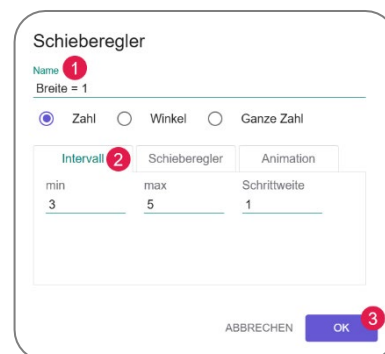 Schieberegler
Name 1
Breite = 1
Zahl Winkel Ganze Zahl
Intervall 2 Schieberegler Animation
min max Schrittweite
3 5 1
ABBRECHEN OK 3